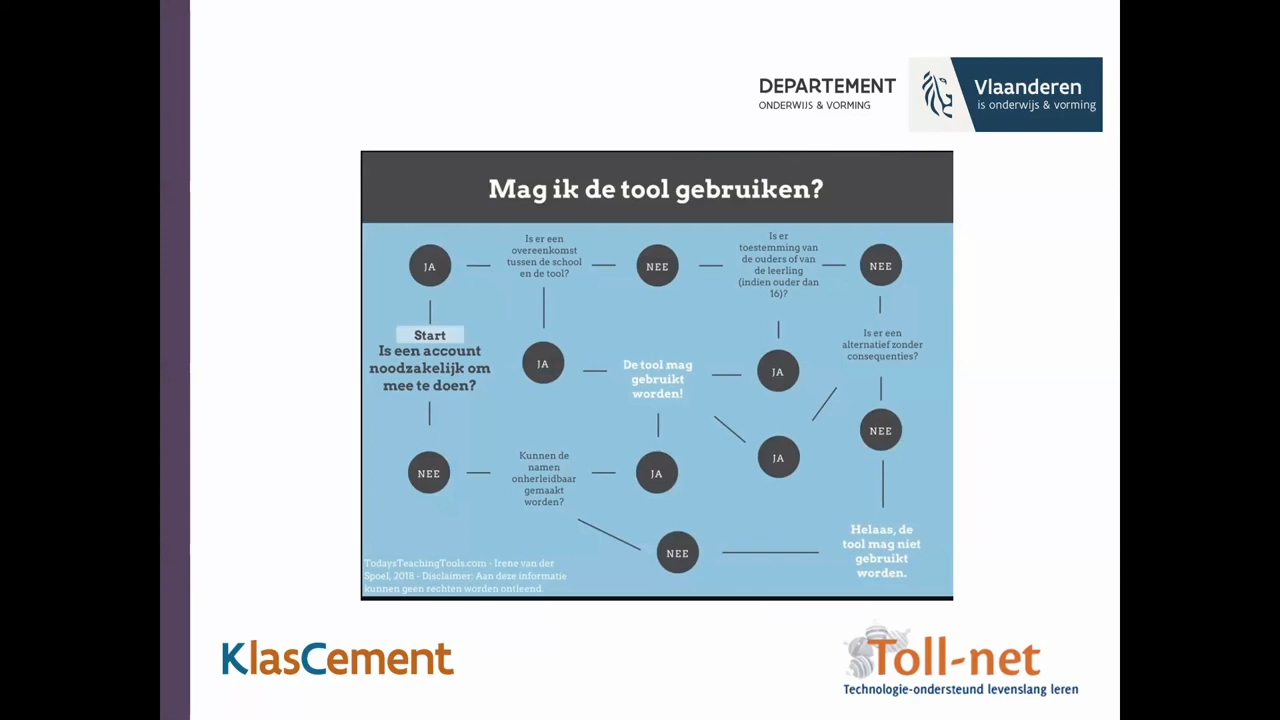 DEPARTEMENT
ONDERWIJS & VORMING
Vlaanderen
is onderwijs & vorming
Mag ik de tool gebruiken?
JA
Is er een
overeenkomst
tussen de school
en de tool?
NEE
Is er
toestemming van
de ouders of van
de leerling
(indien ouder dan
16)?
NEE
Start
Is een account
noodzakelijk om
mee te doen?
JA
De tool mag
gebruikt
worden!
JA
Is er een
alternatief zonder
consequenties?
NEE
JA
NEE
Kunnen de
namen
onherleidbaar
gemaakt
worden?
JA
NEE
Helaas, de
tool mag niet
gebruikt
worden.
TodaysTeachingTools.com - Irene van der
Spoel, 2018 - Disclaimer: Aan deze informatie
kunnen geen rechten worden ontleend.
KlasCement
Toll-net
Technologie-ondersteund levenslang leren